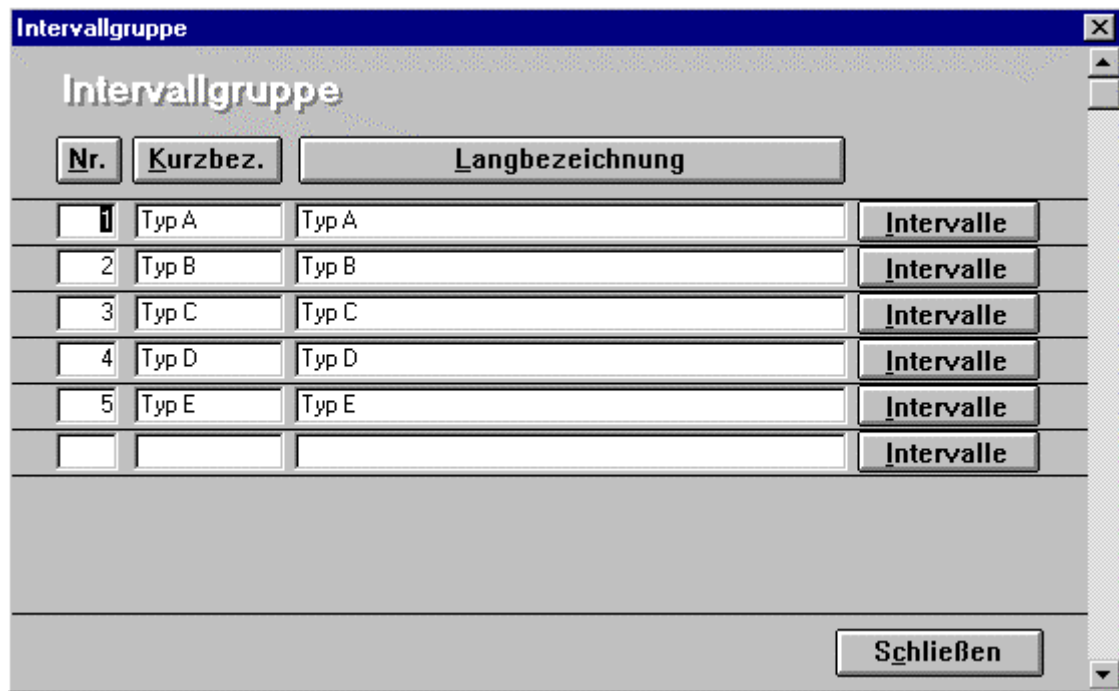 Intervallgruppe
Intervallgruppe
Nr. Kurzbez. Langbezeichnung
1 Typ A Typ A Intervalle
2 Typ B Typ B Intervalle
3 Typ C Typ C Intervalle
4 Typ D Typ D Intervalle
5 Typ E Typ E Intervalle
Intervalle
Schließen